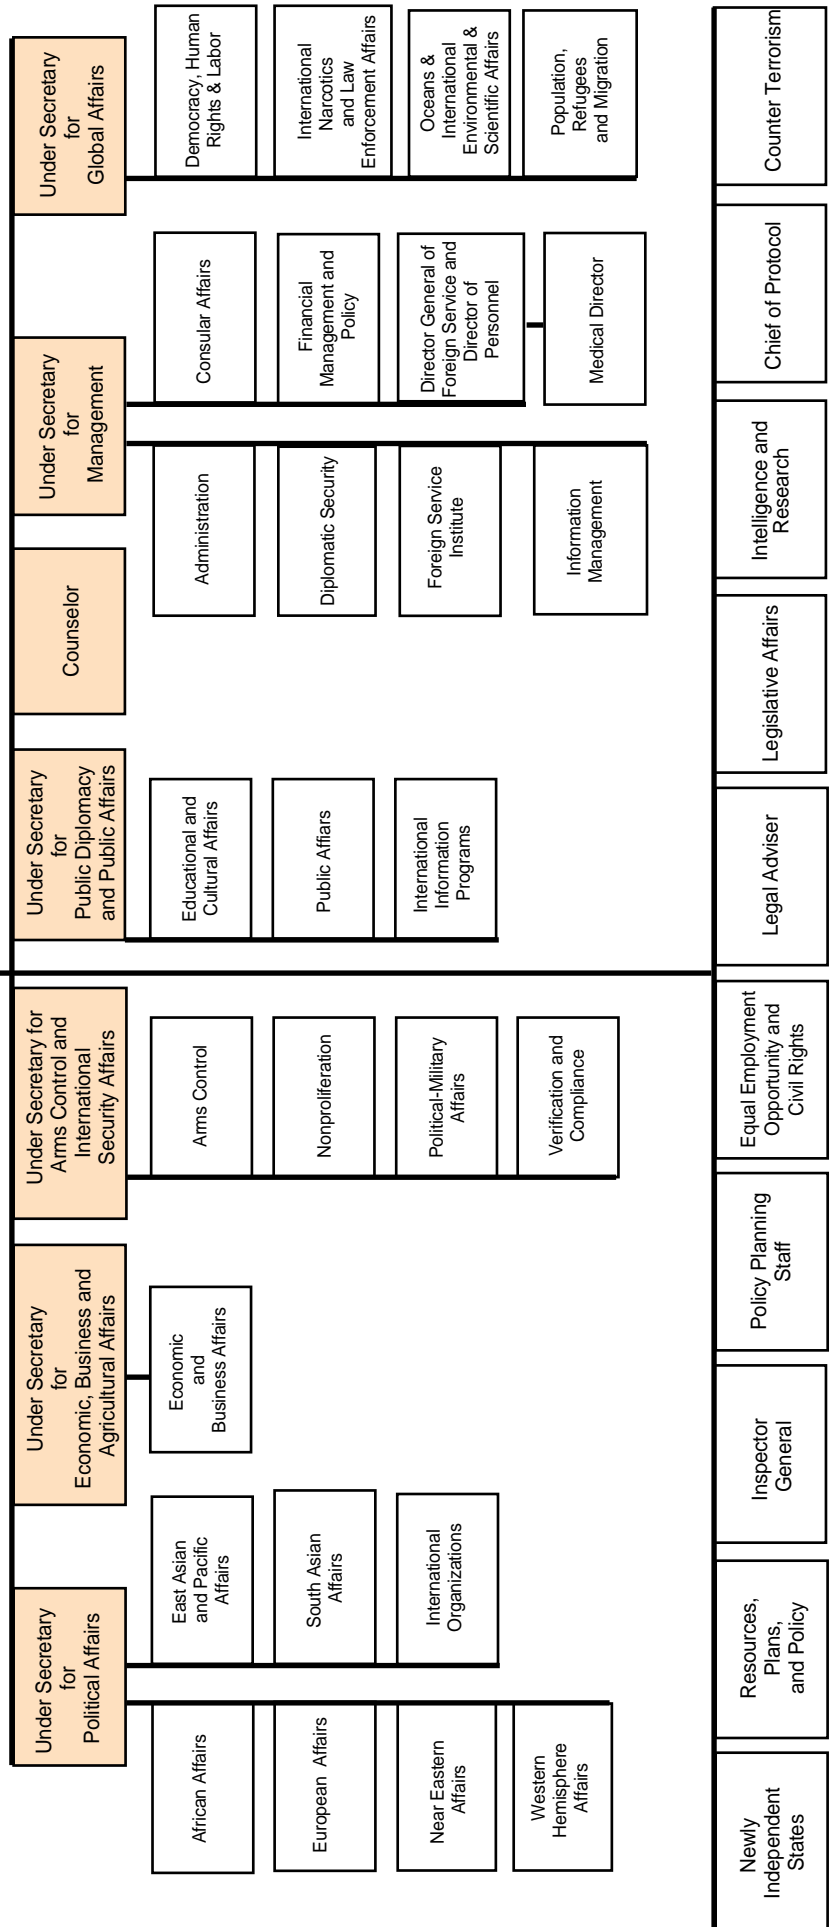 Under Secretary
for
Political Affairs
African Affairs
European  Affairs
Near Eastern
Affairs
Western
Hemisphere
Affairs
East Asian
and Pacific
Affairs
South Asian
Affairs
International
Organizations
Under Secretary
for
Economic, Business and
Agricultural Affairs
Economic
and
Business Affairs
Under Secretary for
Arms Control and
International
Security Affairs
Arms Control
Nonproliferation
Political-Military
Affairs
Verification and
Compliance
Under Secretary
for
Public Diplomacy
and Public Affairs
Educational and
Cultural Affairs
Public Affiars
International
Information
Programs
Counselor
Under Secretary
for
Management
Administration
Diplomatic Security
Foreign Service
Institute
Information
Management
Consular Affairs
Financial
Management and
Policy
Director General of
Foreign Service and
Director of
Personnel
Medical Director
Under Secretary
for
Global Affairs
Democracy, Human
Rights & Labor
International
Narcotics
and Law
Enforcement Affairs
Oceans &
International
Environmental &
Scientific Affairs
Population,
Refugees
and Migration
Newly
Independent
States
Resources,
Plans,
and Policy
Inspector
General
Policy Planning
Staff
Equal Employment
Opportunity and
Civil Rights
Legal Adviser
Legislative Affairs
Intelligence and
Research
Chief of Protocol
Counter Terrorism